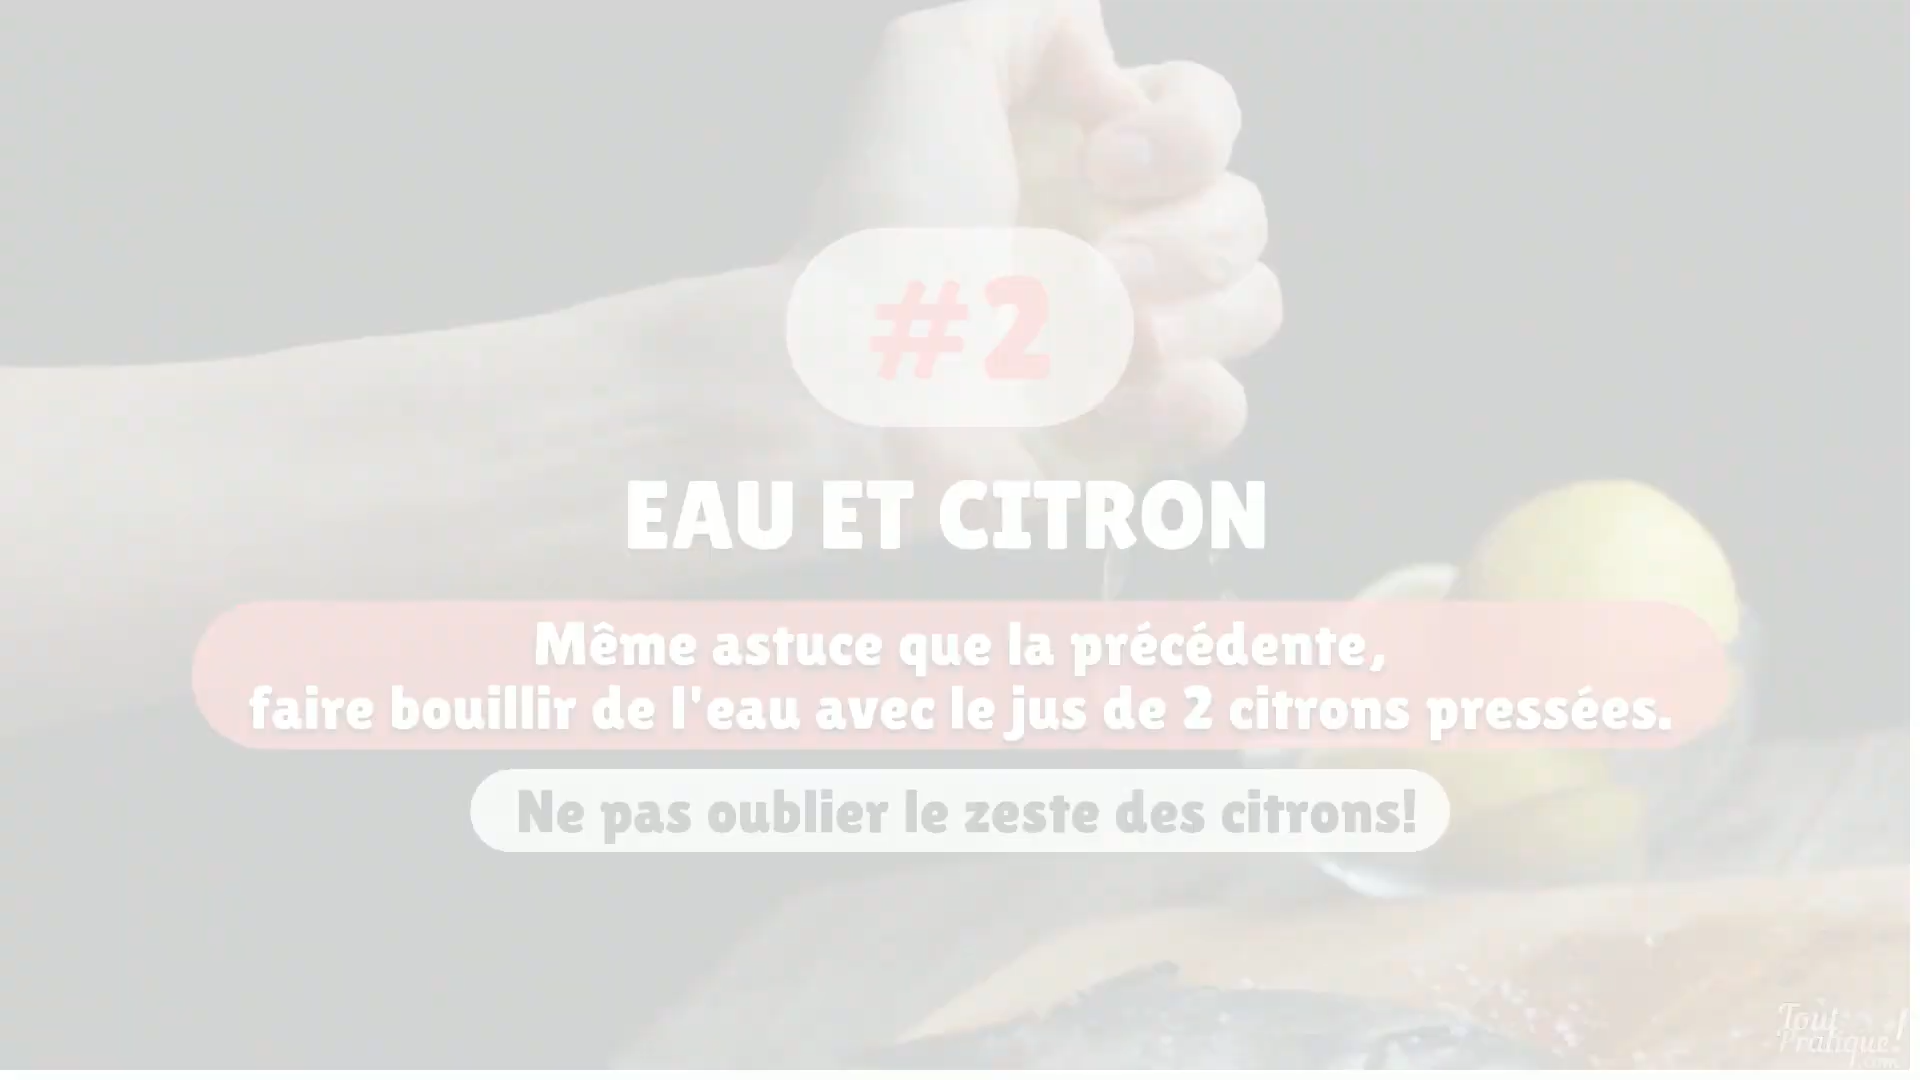 #2
EAU ET CITRON
Même astuce que la précédente,
faire bouillir de l'eau avec le jus de 2 citrons pressées.
Ne pas oublier le zeste des citrons!
Tout
Pratique!
.com